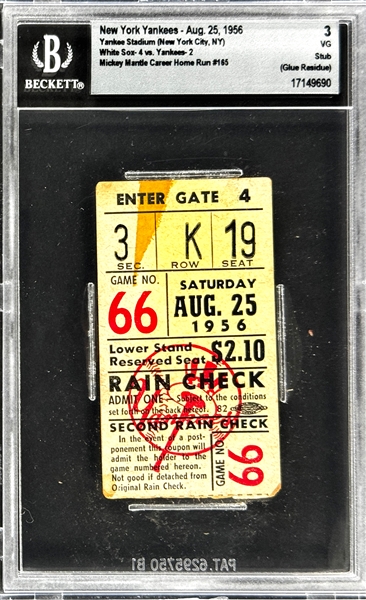 New York Yankees - Aug. 25, 1956
Yankee Stadium (New York City, NY)
White Sox- 4 vs. Yankees- 2
Mickey Mantle Career Home Run #165
3
VG
Stub
(Glue Residue)
17149690
B
BECKETT®
ENTER GATE 4
3 K 19
SEC. ROW SEAT
GAME NO. SATURDAY
66 AUG. 25
1956
Lower Stand
Reserved Seat $2.10
RAIN CHECK
ADMIT ONE— Subject to the conditions
set forth on the back hereof. 82
Yankees
SECOND RAIN CHECK
In the event of a post-
ponement this coupon will
admit the holder to the
game numbered hereon.
Not good if detached from
Original Rain Check.
GAME NO.
66
PAT. 6295750 B1